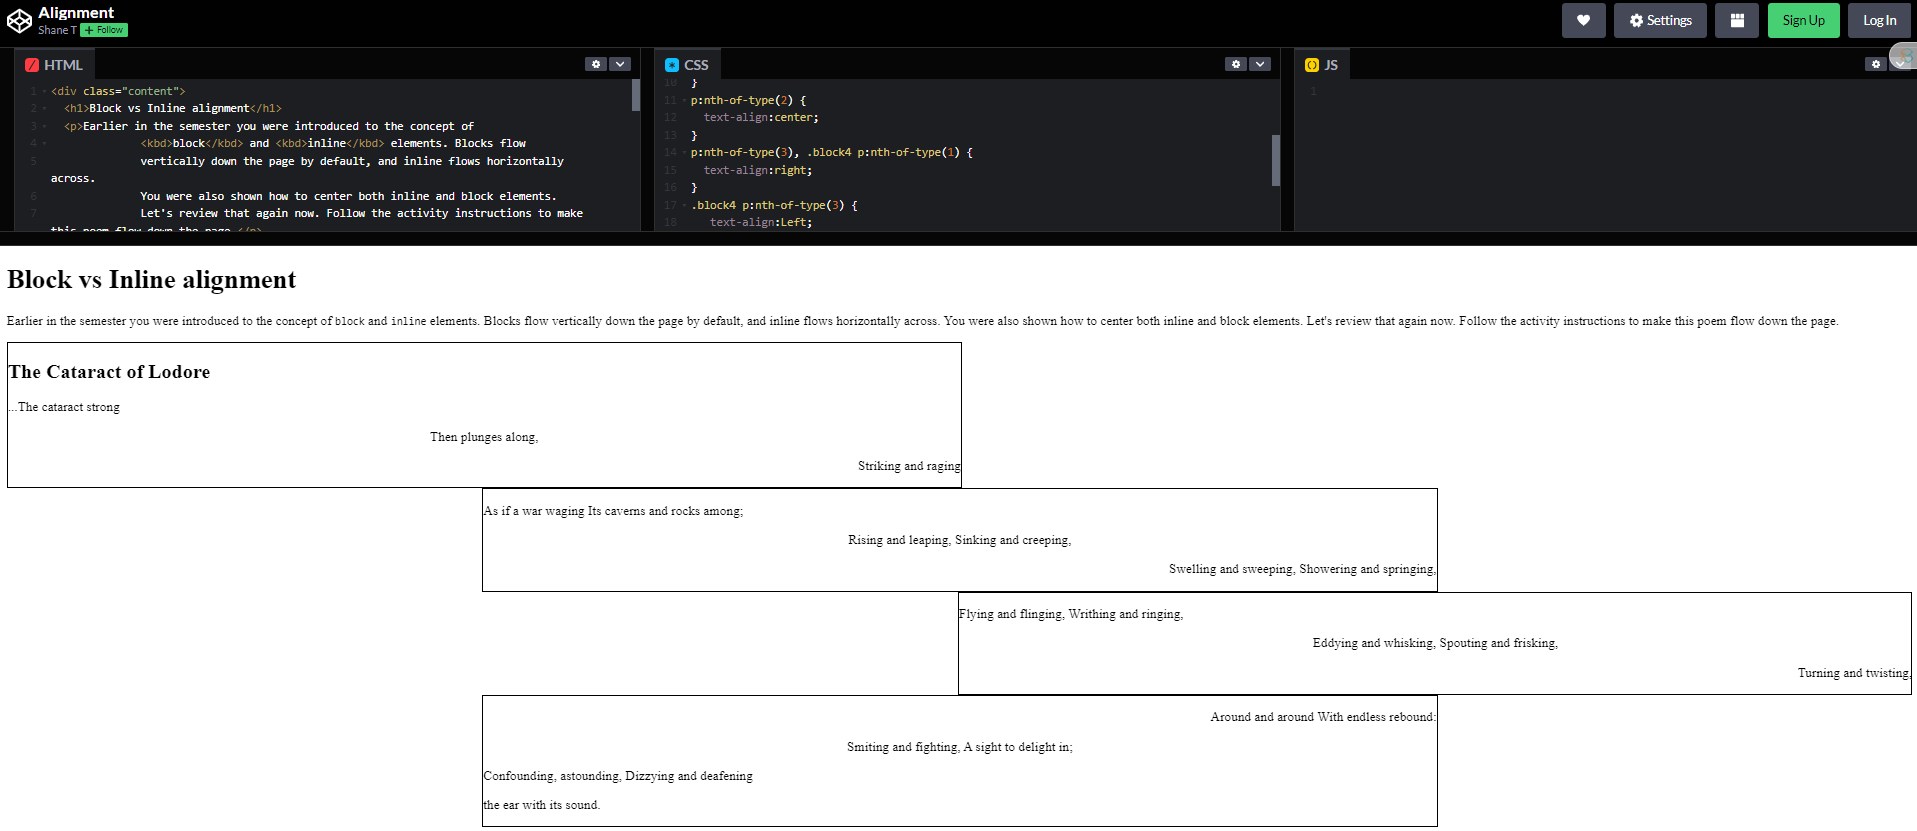 Alignment
Shane T + Follow
Settings
Sign Up
Log In
HTML
1 <div class="content">
2 <h1>Block vs Inline alignment</h1>
3 <p>Earlier in the semester you were introduced to the concept of
4 <kbd>block</kbd> and <kbd>inline</kbd> elements. Blocks flow
5 vertically down the page by default, and inline flows horizontally
across.
6 You were also shown how to center both inline and block elements.
7 Let's review that again now. Follow the activity instructions to make
this poem flow down the page.</p>
CSS
10 }
11 p:nth-of-type(2) {
12 text-align:center;
13 }
14 p:nth-of-type(3), .block4 p:nth-of-type(1) {
15 text-align:right;
16 }
17 .block4 p:nth-of-type(3) {
18 text-align:Left;
JS
1
Block vs Inline alignment
Earlier in the semester you were introduced to the concept of block and inline elements. Blocks flow vertically down the page by default, and inline flows horizontally across. You were also shown how to center both inline and block elements. Let's review that again now. Follow the activity instructions to make this poem flow down the page.
The Cataract of Lodore
...The cataract strong
Then plunges along,
Striking and raging
As if a war waging Its caverns and rocks among;
Rising and leaping, Sinking and creeping,
Swelling and sweeping, Showering and springing,
Flying and flinging, Writhing and ringing,
Eddying and whisking, Spouting and frisking,
Turning and twisting,
Around and around With endless rebound:
Smiting and fighting, A sight to delight in;
Confounding, astounding, Dizzying and deafening
the ear with its sound.